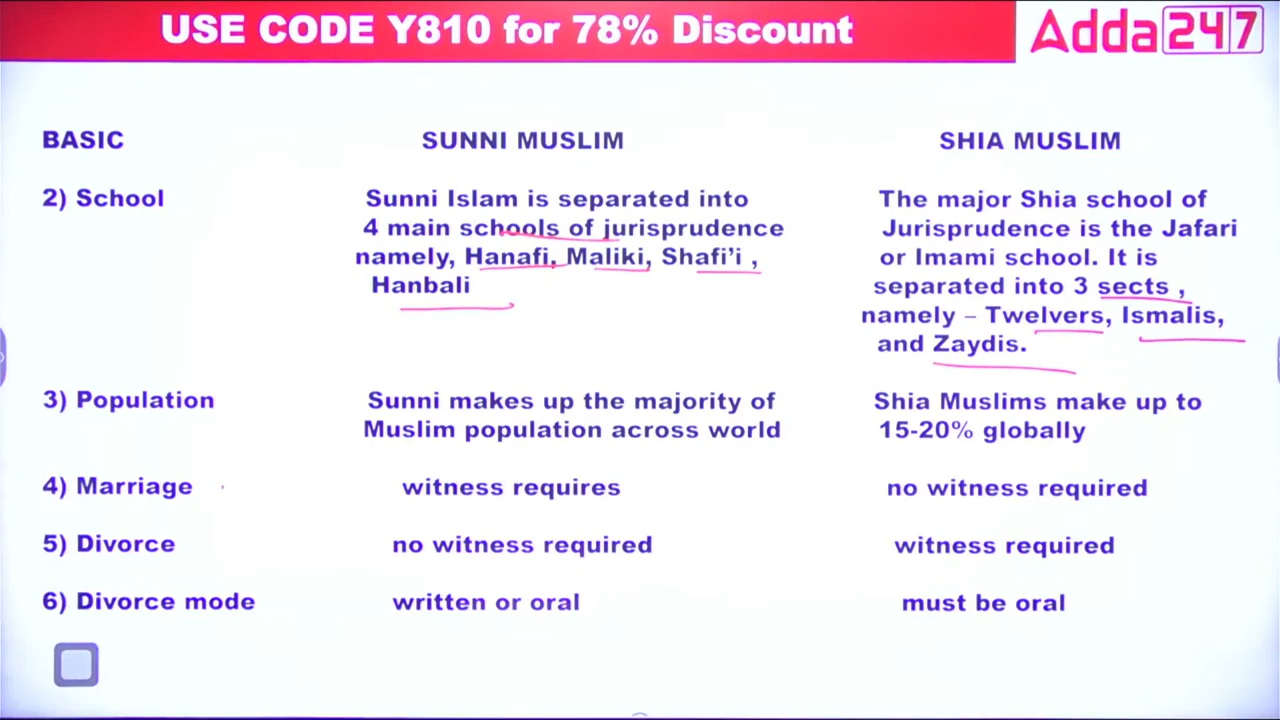 USE CODE Y810 for 78% Discount
Adda247
BASIC
SUNNI MUSLIM
SHIA MUSLIM
2) School
Sunni Islam is separated into
4 main schools of jurisprudence
namely, Hanafi, Maliki, Shafi’i ,
Hanbali
The major Shia school of
Jurisprudence is the Jafari
or Imami school. It is
separated into 3 sects ,
namely – Twelvers, Ismalis,
and Zaydis.
3) Population
Sunni makes up the majority of
Muslim population across world
Shia Muslims make up to
15-20% globally
4) Marriage
witness requires
no witness required
5) Divorce
no witness required
witness required
6) Divorce mode
written or oral
must be oral